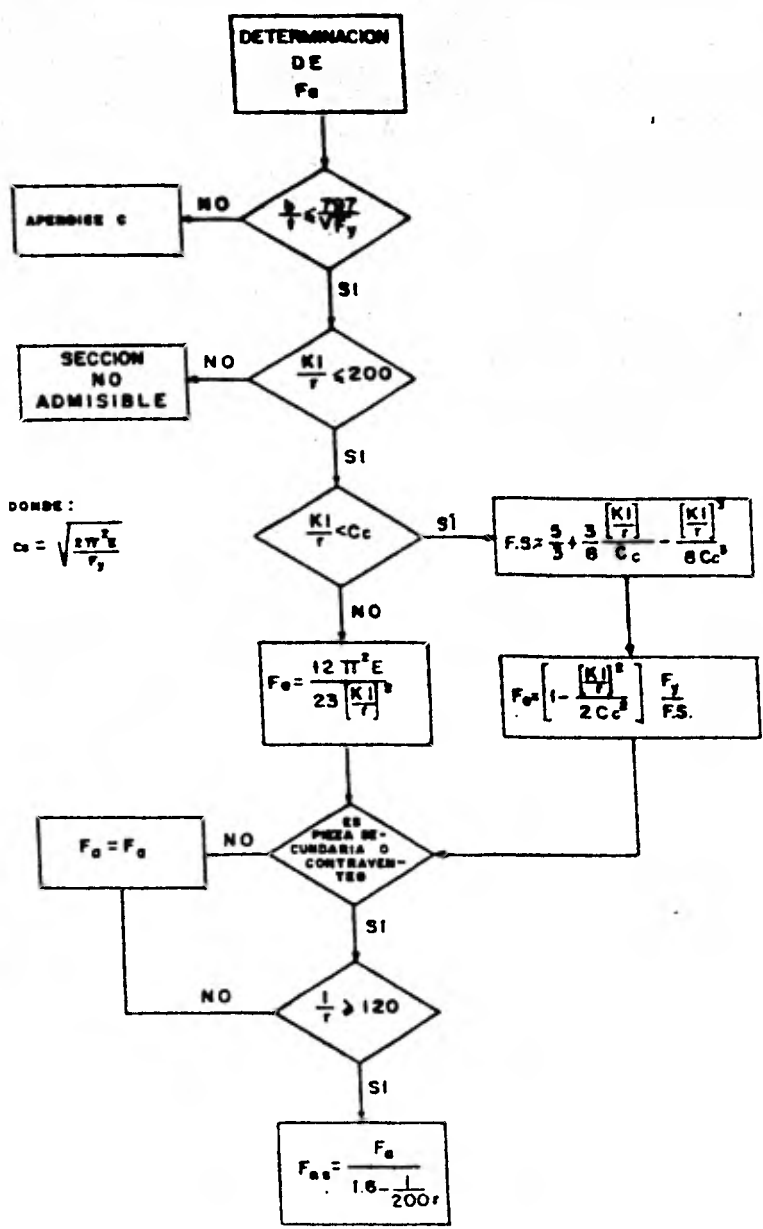 DETERMINACION
DE
Fa
b/t ≤ 797/√Fy
NO
APENDICE C
SI
Kl/r ≤ 200
NO
SECCION
NO
ADMISIBLE
SI
DONDE:
Cc = √(2π²E/Fy)
Kl/r < Cc
SÍ
F.S. = 5/3 + 3/8 [Kl/r]/Cc - [Kl/r]³/8Cc³
NO
Fa = 12π²E/23[Kl/r]²
Fa = [1 - [Kl/r]²/2Cc²] Fy/F.S.
ES
PIEZA SE-
CUNDARIA O
CONTRAVEN-
TEO
NO
Fa = Fa
SI
l/r ≥ 120
NO
SI
Fas = Fa/1.6 - l/200r